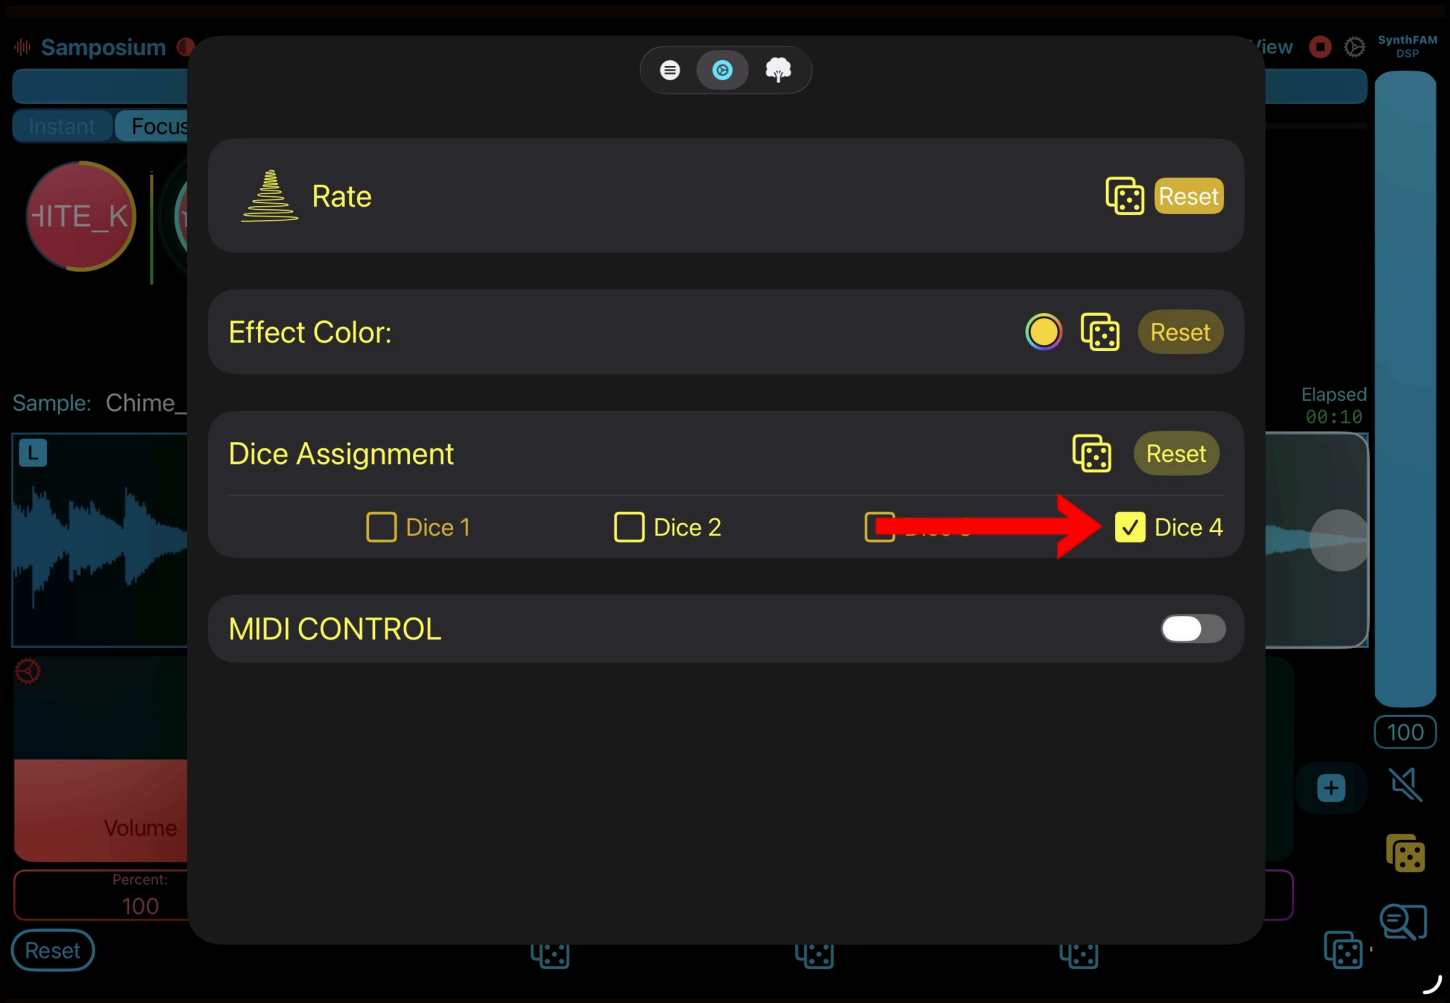 Samposium
View
SynthFAM
DSP
Instant
Focus
HITE_K
Rate
Reset
Effect Color:
Reset
Sample: Chime_
Elapsed
00:10
L
Dice Assignment
Reset
Dice 1
Dice 2
Dice 4
MIDI CONTROL
100
Volume
Percent:
100
Reset